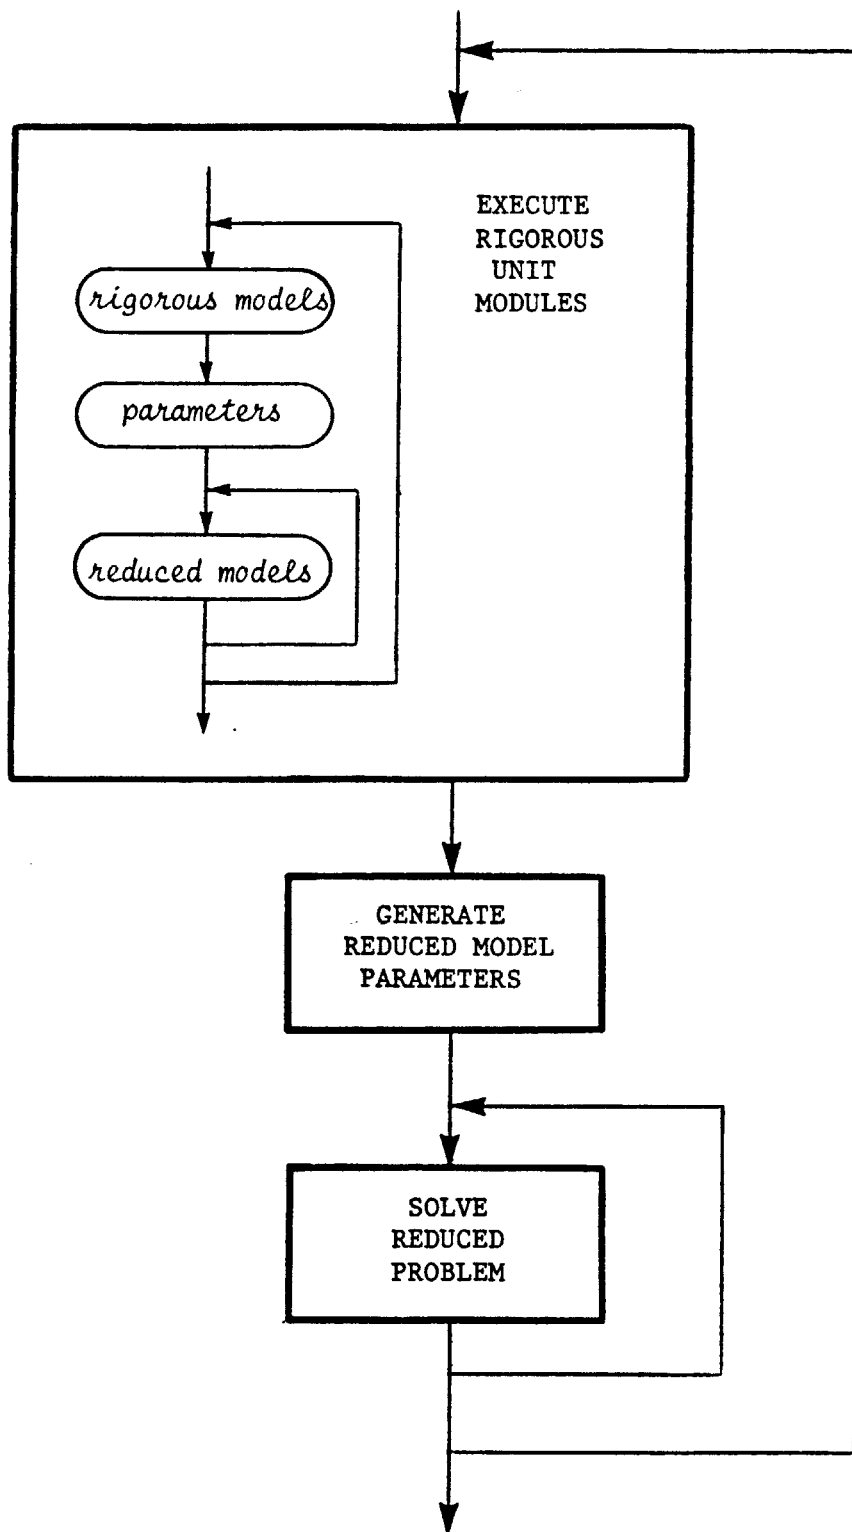 EXECUTE
RIGOROUS
UNIT
MODULES
rigorous models
parameters
reduced models
GENERATE
REDUCED MODEL
PARAMETERS
SOLVE
REDUCED
PROBLEM